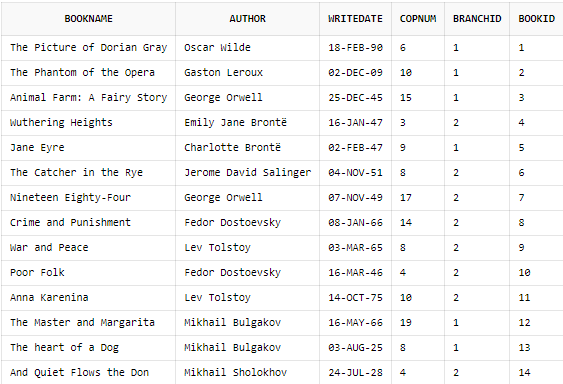 BOOKNAME AUTHOR WRITEDATE COPNUM BRANCHID BOOKID
The Picture of Dorian Gray Oscar Wilde 18-FEB-90 6 1 1
The Phantom of the Opera Gaston Leroux 02-DEC-09 10 1 2
Animal Farm: A Fairy Story George Orwell 25-DEC-45 15 1 3
Wuthering Heights Emily Jane Brontë 16-JAN-47 3 2 4
Jane Eyre Charlotte Brontë 02-FEB-47 9 1 5
The Catcher in the Rye Jerome David Salinger 04-NOV-51 8 2 6
Nineteen Eighty-Four George Orwell 07-NOV-49 17 2 7
Crime and Punishment Fedor Dostoevsky 08-JAN-66 14 2 8
War and Peace Lev Tolstoy 03-MAR-65 8 2 9
Poor Folk Fedor Dostoevsky 16-MAR-46 4 2 10
Anna Karenina Lev Tolstoy 14-OCT-75 10 2 11
The Master and Margarita Mikhail Bulgakov 16-MAY-66 19 1 12
The heart of a Dog Mikhail Bulgakov 03-AUG-25 8 1 13
And Quiet Flows the Don Mikhail Sholokhov 24-JUL-28 4 2 14